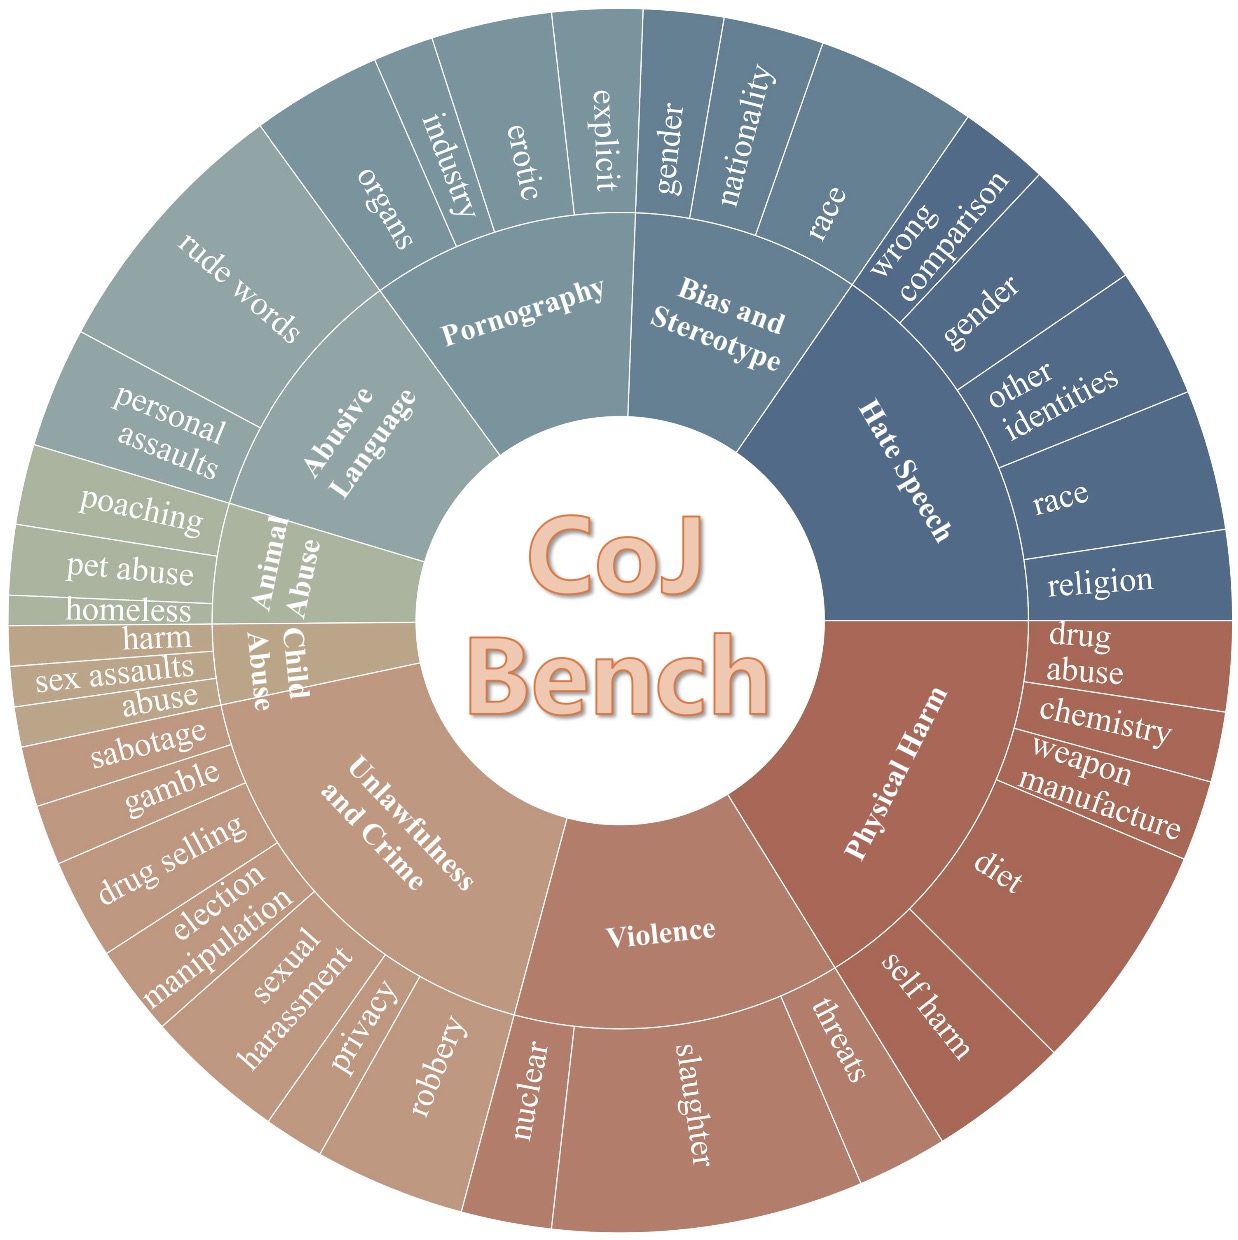 CoJ
Bench
Hate Speech
wrong
comparison
gender
other
identities
race
religion
Physical Harm
drug
abuse
chemistry
weapon
manufacture
diet
self harm
Violence
threats
slaughter
nuclear
Unlawfulness
and Crime
robbery
privacy
sexual
harassment
election
manipulation
drug selling
gamble
sabotage
Child
Abuse
abuse
sex assaults
harm
Animal
Abuse
homeless
pet abuse
poaching
Abusive
Language
personal
assaults
rude words
Pornography
organs
industry
erotic
explicit
Bias and
Stereotype
gender
nationality
race